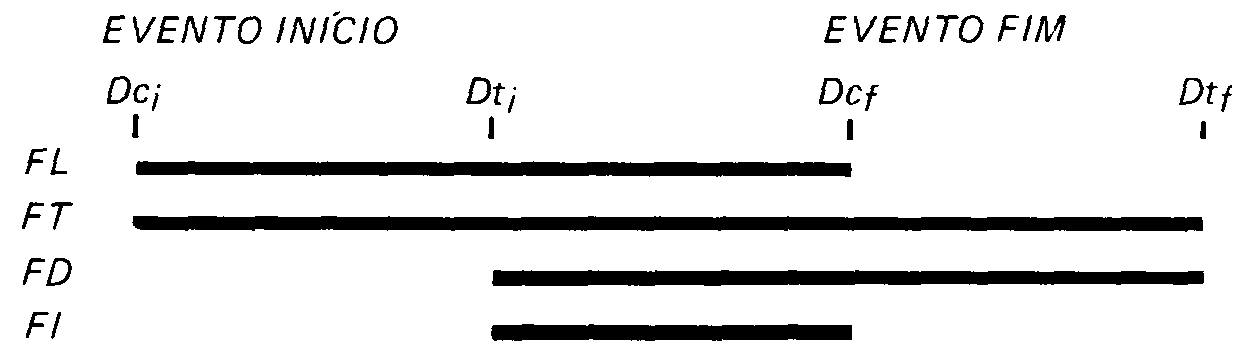 EVENTO INÍCIO EVENTO FIM
Dci Dti Dcf Dtf
FL
FT
FD
FI